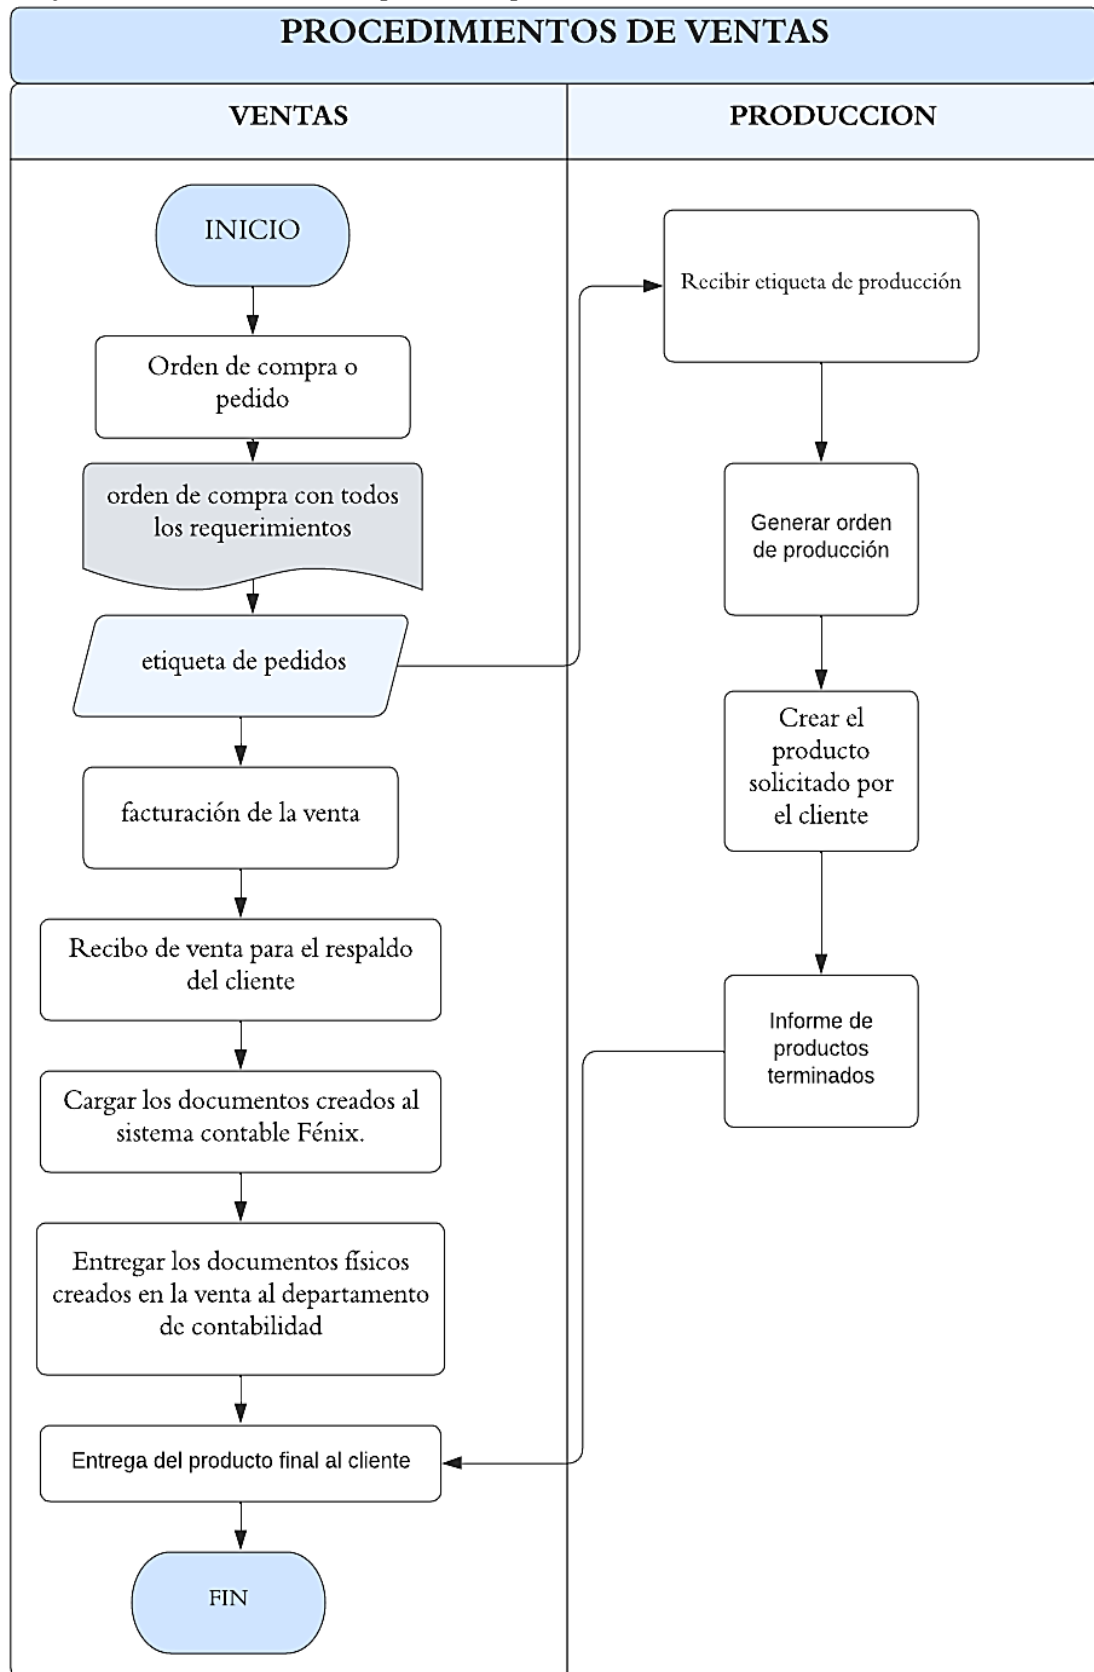 PROCEDIMIENTOS DE VENTAS
VENTAS
PRODUCCION
INICIO
Orden de compra o
pedido
orden de compra con todos
los requerimientos
etiqueta de pedidos
facturación de la venta
Recibo de venta para el respaldo
del cliente
Cargar los documentos creados al
sistema contable Fénix.
Entregar los documentos físicos
creados en la venta al departamento
de contabilidad
Entrega del producto final al cliente
FIN
Recibir etiqueta de producción
Generar orden
de producción
Crear el
producto
solicitado por
el cliente
Informe de
productos
terminados